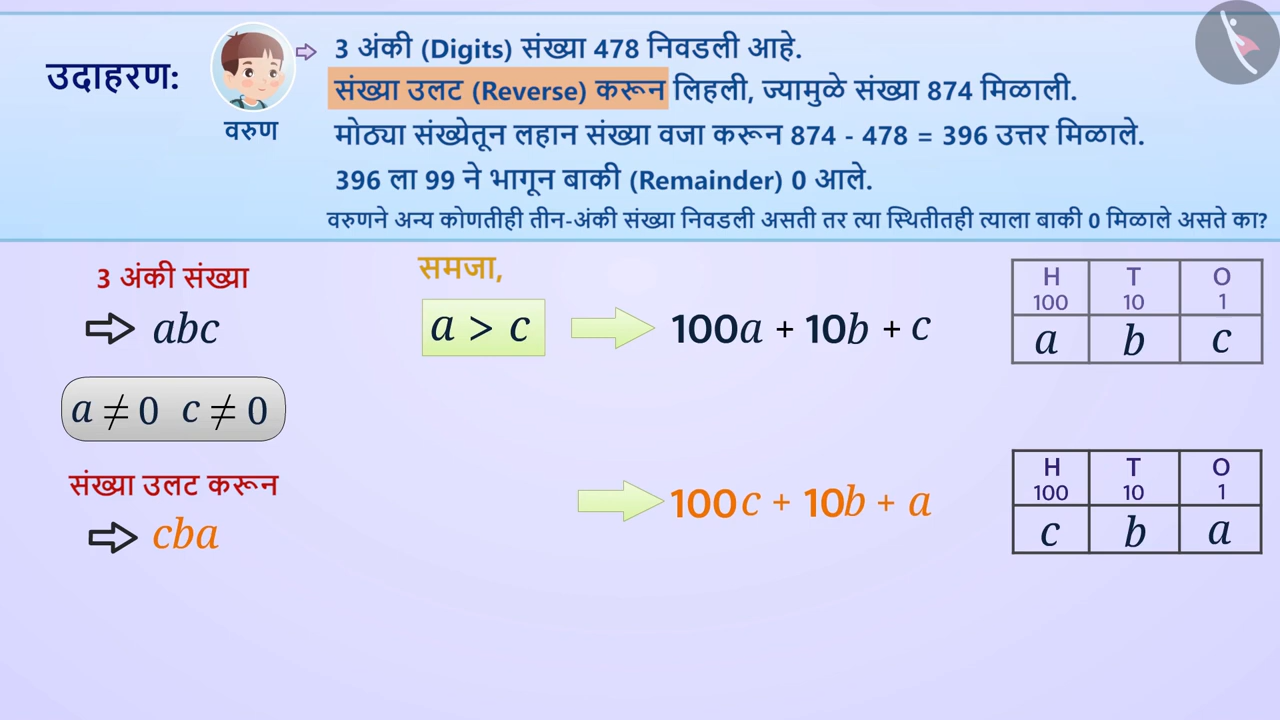 उदाहरण:
वरुण
3 अंकी (Digits) संख्या 478 निवडली आहे.
संख्या उलट (Reverse) करून लिहली, ज्यामुळे संख्या 874 मिळाली.
मोठ्या संख्येतून लहान संख्या वजा करून 874 - 478 = 396 उत्तर मिळाले.
396 ला 99 ने भागून बाकी (Remainder) 0 आले.
वरुणने अन्य कोणतीही तीन-अंकी संख्या निवडली असती तर त्या स्थितीतही त्याला बाकी 0 मिळाले असते का?
3 अंकी संख्या
abc
a ≠ 0 c ≠ 0
संख्या उलट करून
cba
समजा,
a > c
100a + 10b + c
100c + 10b + a
H T O
100 10 1
a b c
H T O
100 10 1
c b a